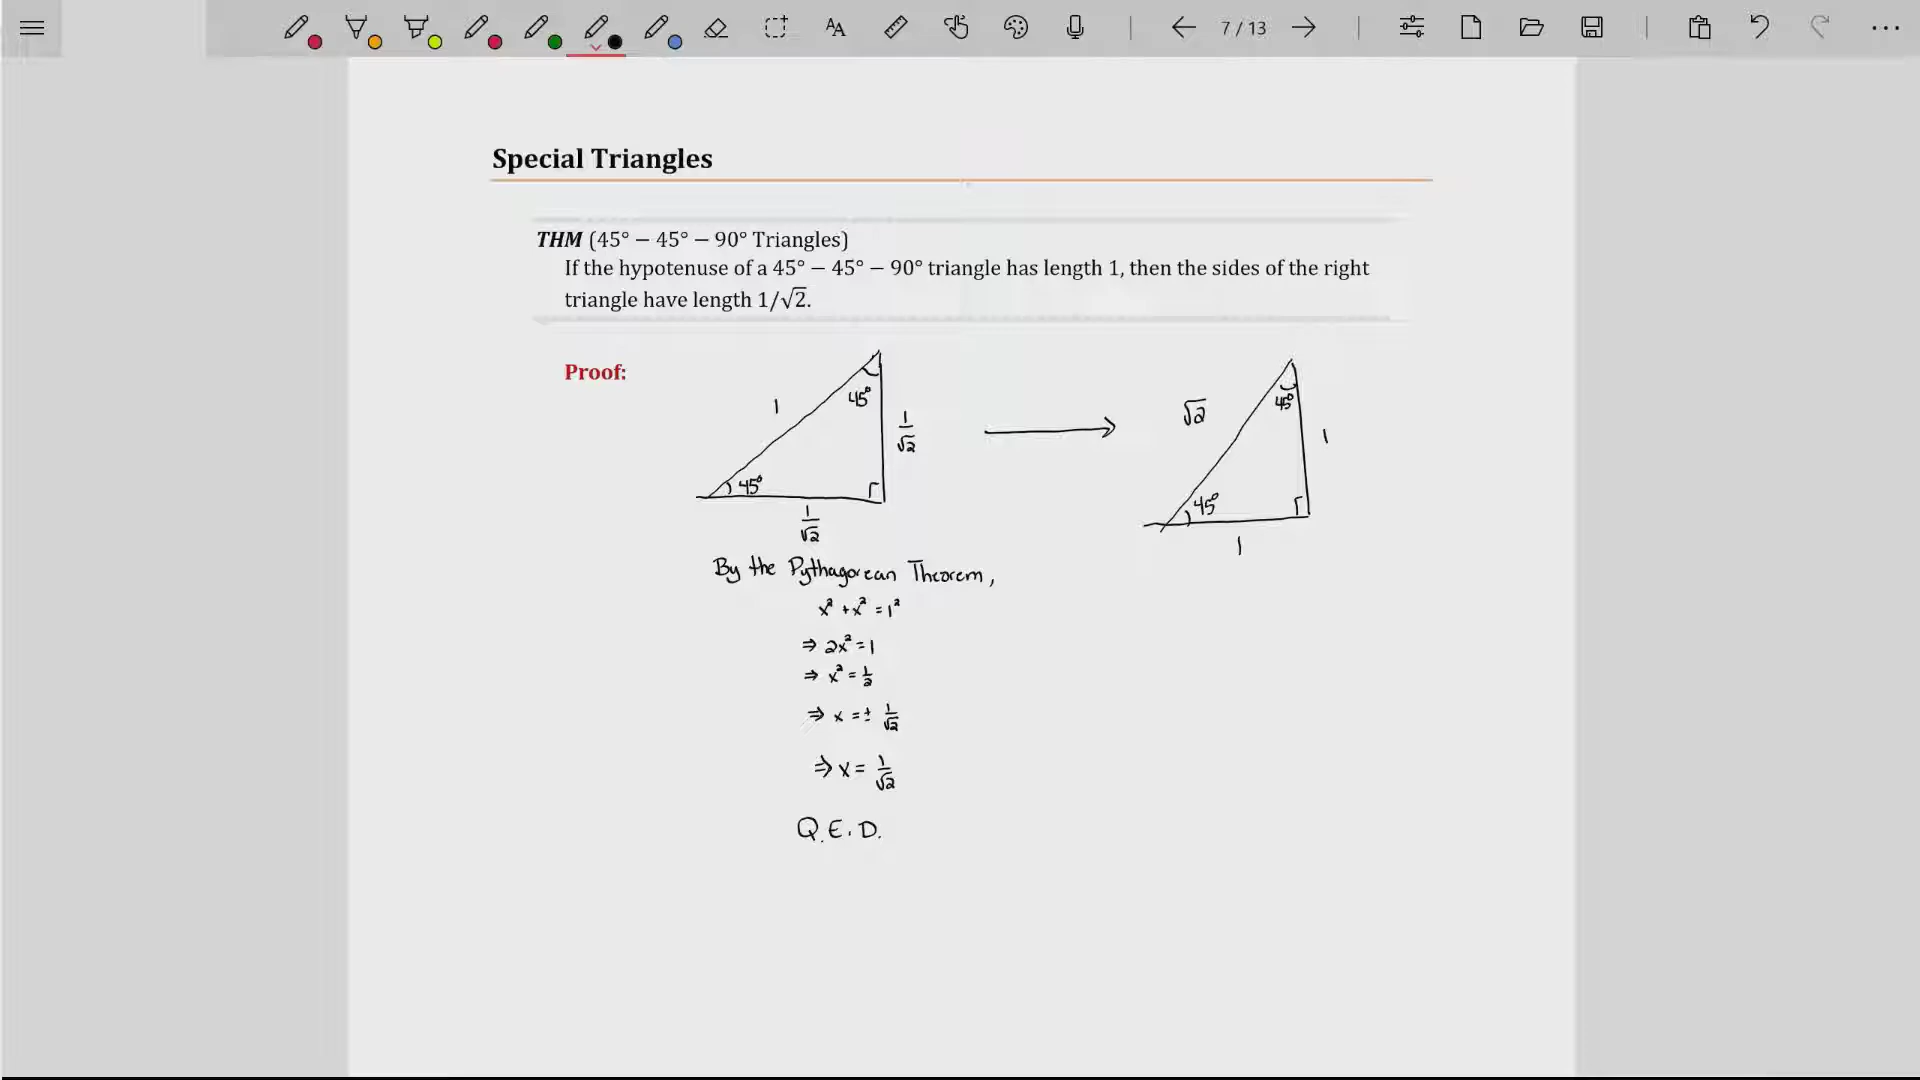 7 / 13
Special Triangles
THM (45° − 45° − 90° Triangles)
If the hypotenuse of a 45° − 45° − 90° triangle has length 1, then the sides of the right
triangle have length 1/√2.
Proof:
1
45°
1/√2
45°
1/√2
√2
45°
1
45°
1
By the Pythagorean Theorem,
x² + x² = 1²
⇒ 2x² = 1
⇒ x² = 1/2
⇒ x = ± 1/√2
⇒ x = 1/√2
Q.E.D.